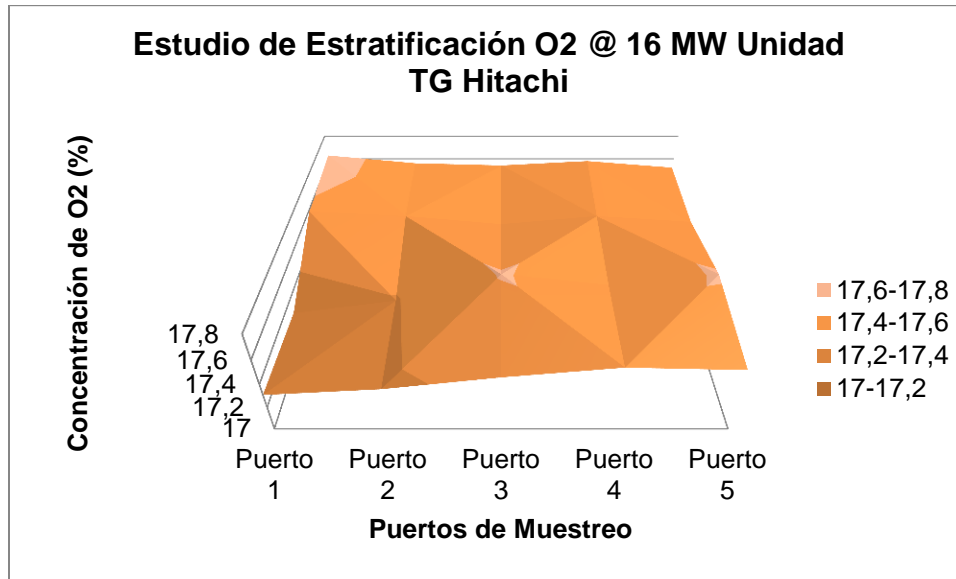 Estudio de Estratificación O2 @ 16 MW Unidad
TG Hitachi
Concentración de O2 (%)
17,8
17,6
17,4
17,2
17
Puerto 1
Puerto 2
Puerto 3
Puerto 4
Puerto 5
Puertos de Muestreo
17,6-17,8
17,4-17,6
17,2-17,4
17-17,2